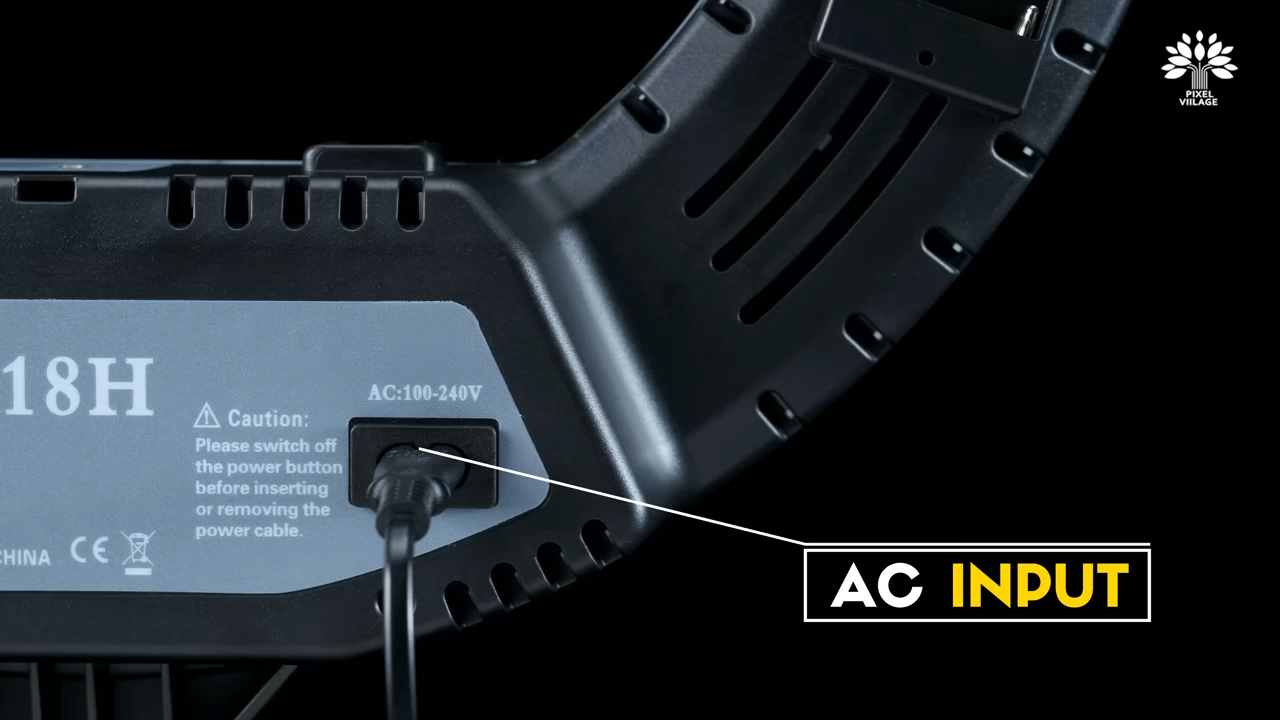 PIXEL
VIILAGE
18H
AC:100-240V
Caution:
Please switch off
the power button
before inserting
or removing the
power cable.
CHINA CE
AC INPUT